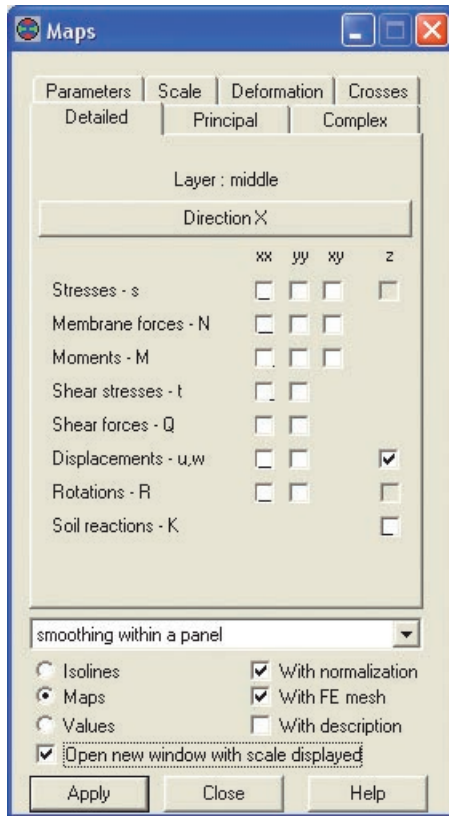 Maps
Parameters Scale Deformation Crosses
Detailed Principal Complex
Layer : middle
Direction X
xx yy xy z
Stresses - s
Membrane forces - N
Moments - M
Shear stresses - t
Shear forces - Q
Displacements - u,w
Rotations - R
Soil reactions - K
smoothing within a panel
Isolines With normalization
Maps With FE mesh
Values With description
Open new window with scale displayed
Apply Close Help